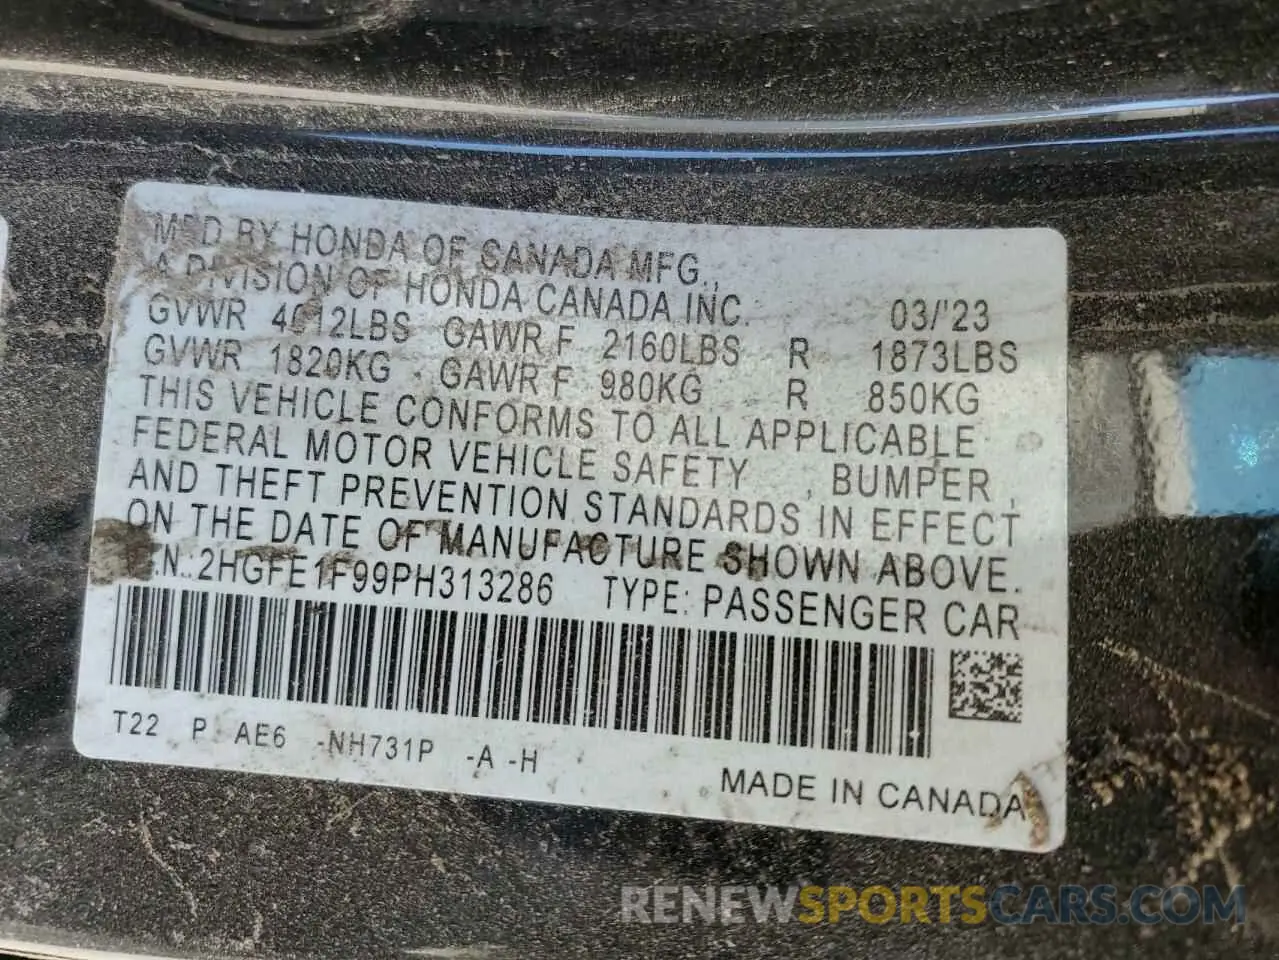 MFD BY HONDA OF CANADA MFG.,
A DIVISION OF HONDA CANADA INC. 03/'23
GVWR 4012LBS GAWR F 2160LBS R 1873LBS
GVWR 1820KG GAWR F 980KG R 850KG
THIS VEHICLE CONFORMS TO ALL APPLICABLE
FEDERAL MOTOR VEHICLE SAFETY , BUMPER ,
AND THEFT PREVENTION STANDARDS IN EFFECT
ON THE DATE OF MANUFACTURE SHOWN ABOVE.
2HGFE1F99PH313286 TYPE: PASSENGER CAR
T22 P AE6 -NH731P -A -H
MADE IN CANADA
RENEWSPORTSCARS.COM